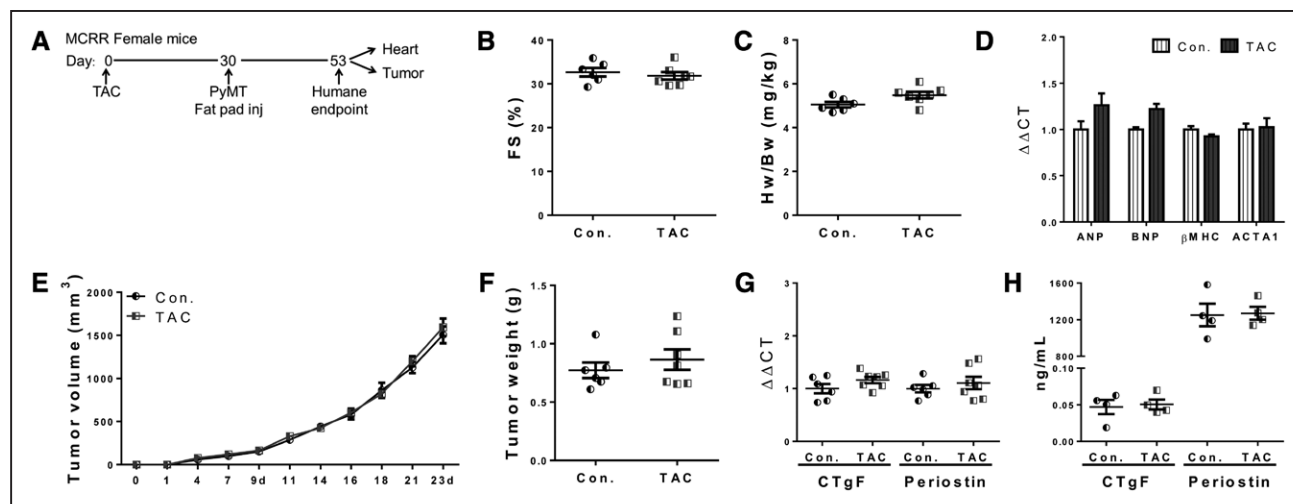 A
MCRR Female mice
Day: 0 30 53
Heart
Tumor
TAC PyMT Humane
Fat pad inj endpoint
B
FS (%)
40
30
20
10
0
Con. TAC
C
Hw/Bw (mg/kg)
8
6
4
2
0
Con. TAC
D
Con. TAC
ΔΔCT
2.0
1.5
1.0
0.5
0.0
ANP BNP βMHC ACTA1
E
Con.
TAC
Tumor volume (mm³)
2000
1500
1000
500
0
0 1 4 7 9d 11 14 16 18 21 23d
F
Tumor weight (g)
1.5
1.0
0.5
0.0
Con. TAC
G
ΔΔCT
3
2
1
0
Con. TAC Con. TAC
CTgF Periostin
H
ng/mL
1600
1200
800
0.10
0.05
0.00
Con. TAC Con. TAC
CTgF Periostin